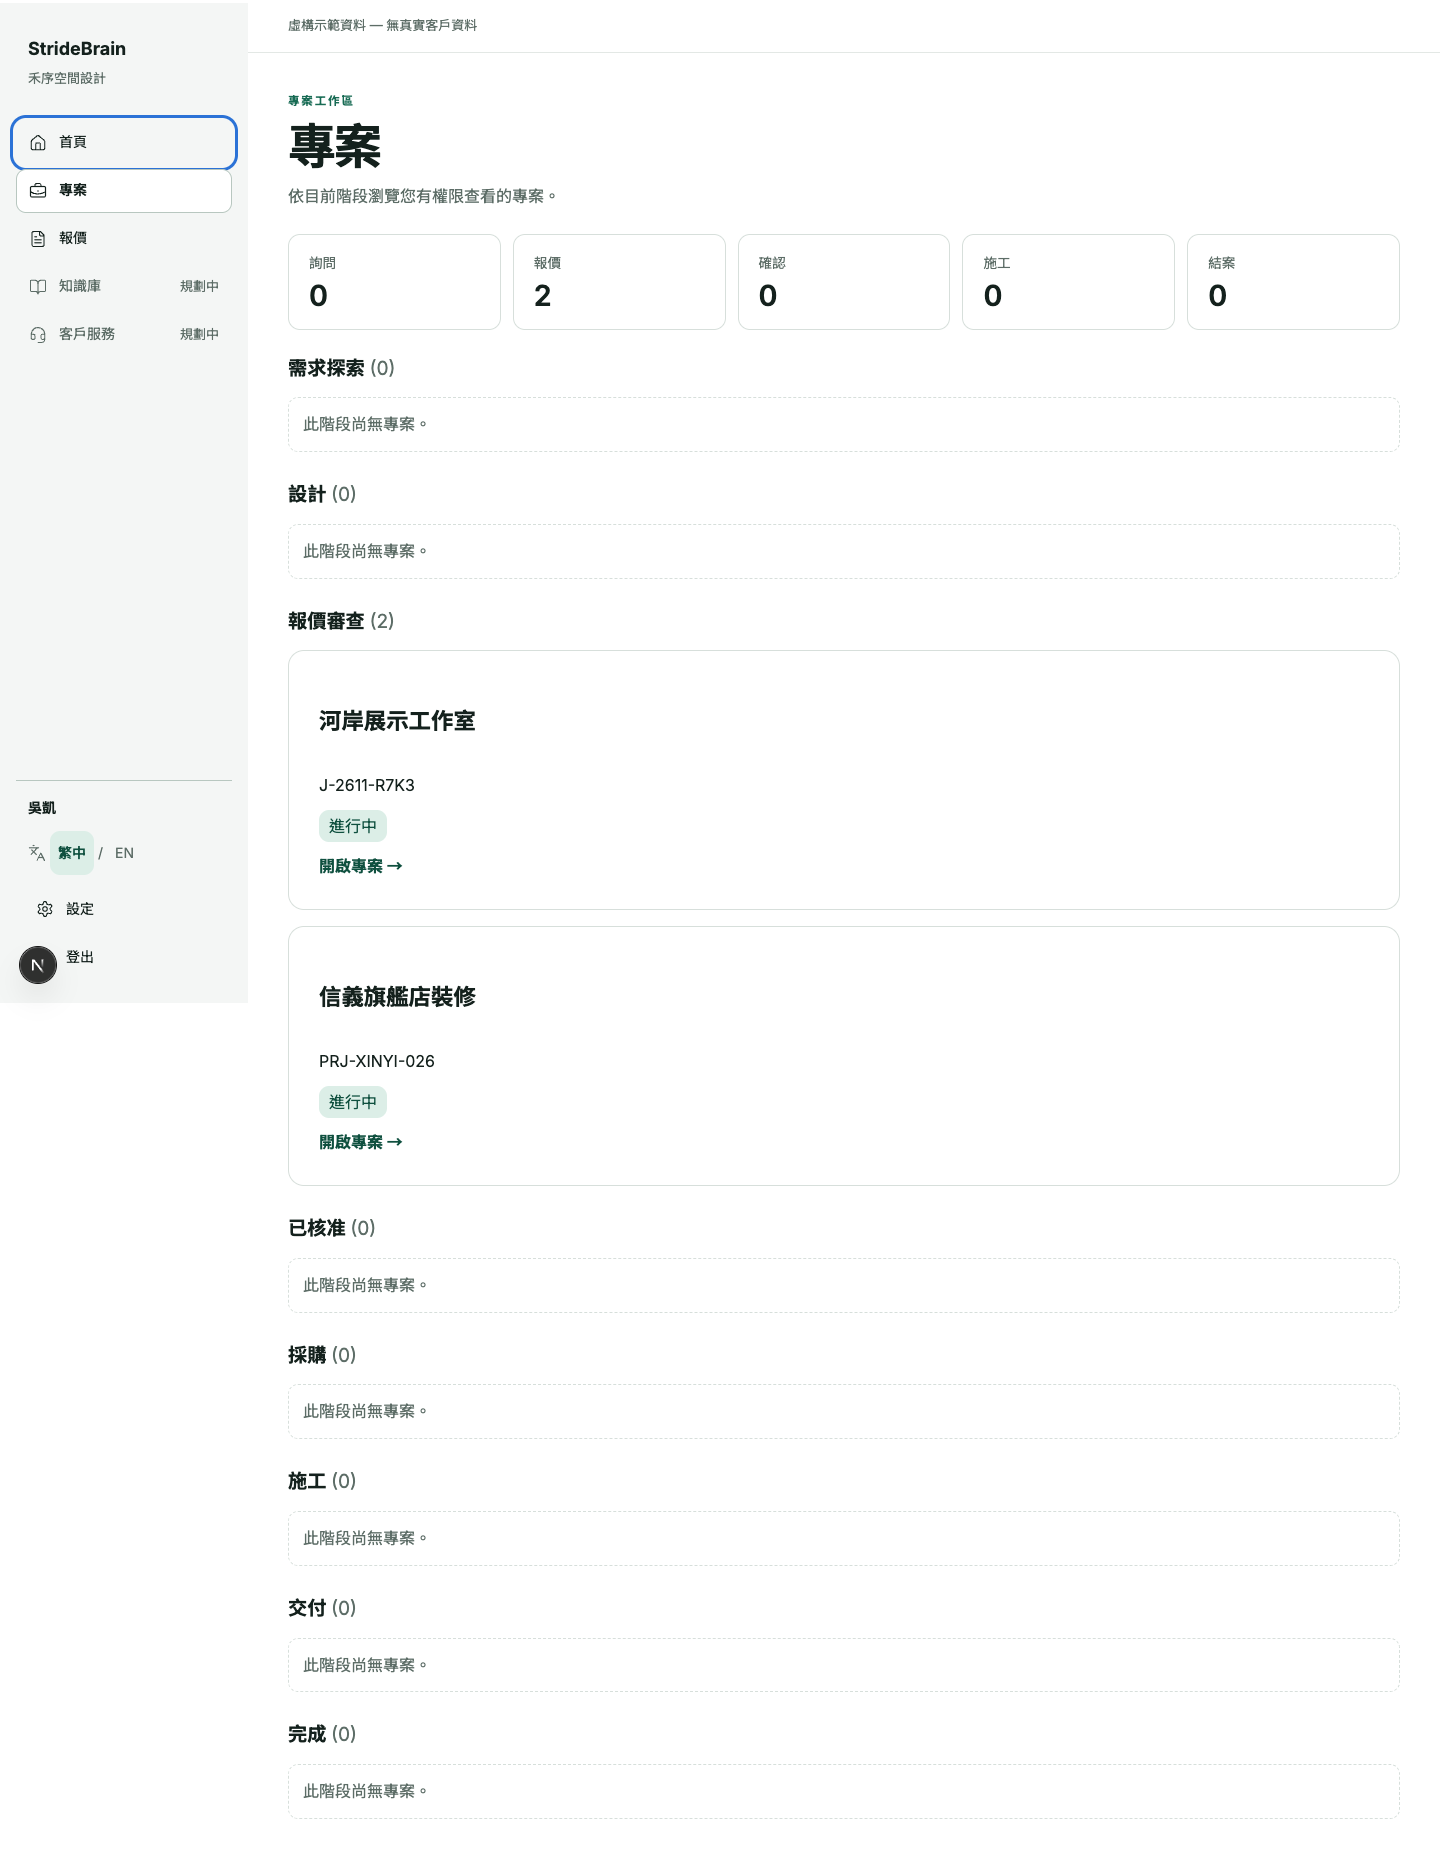 StrideBrain
禾序空間設計
首頁
專案
報價
知識庫 規劃中
客戶服務 規劃中
吳凱
繁中 / EN
設定
登出
N
虛構示範資料 — 無真實客戶資料
專案工作區
專案
依目前階段瀏覽您有權限查看的專案。
詢問
0
報價
2
確認
0
施工
0
結案
0
需求探索 (0)
此階段尚無專案。
設計 (0)
此階段尚無專案。
報價審查 (2)
河岸展示工作室
J-2611-R7K3
進行中
開啟專案 →
信義旗艦店裝修
PRJ-XINYI-026
進行中
開啟專案 →
已核准 (0)
此階段尚無專案。
採購 (0)
此階段尚無專案。
施工 (0)
此階段尚無專案。
交付 (0)
此階段尚無專案。
完成 (0)
此階段尚無專案。